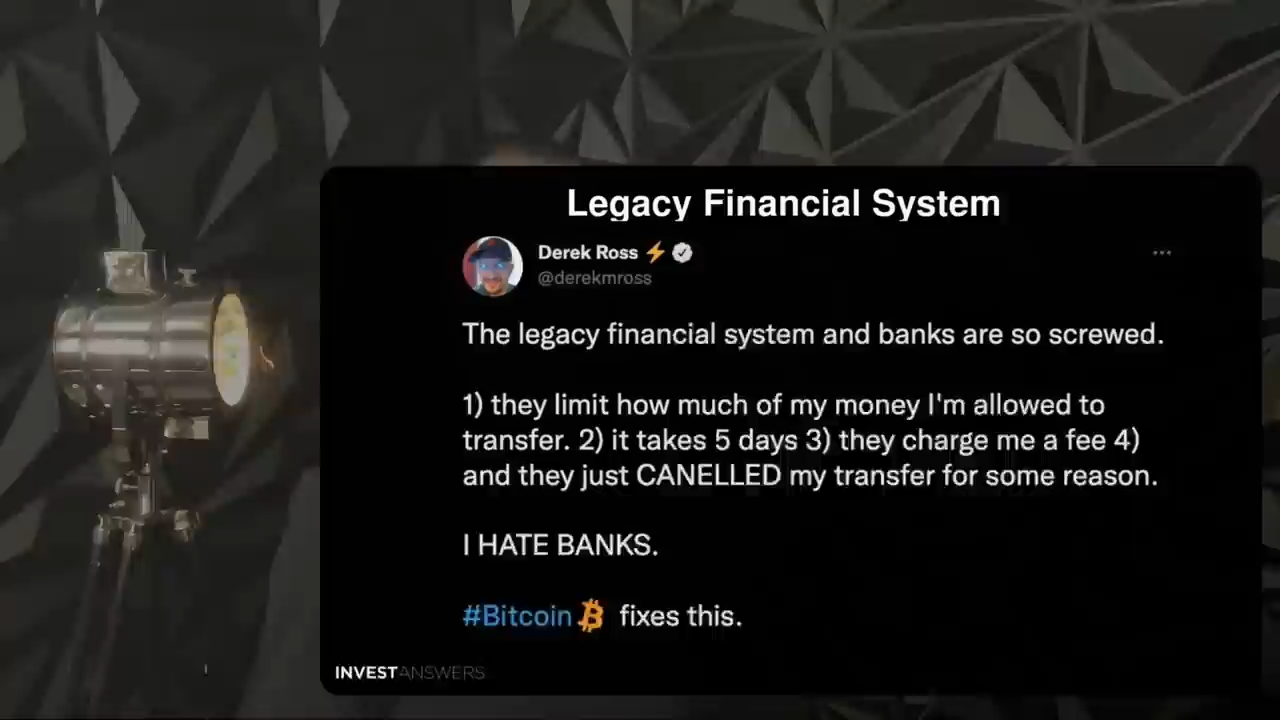 Legacy Financial System
Derek Ross⚡
@derekmross
The legacy financial system and banks are so screwed.
1) they limit how much of my money I'm allowed to
transfer. 2) it takes 5 days 3) they charge me a fee 4)
and they just CANELLED my transfer for some reason.
I HATE BANKS.
#Bitcoin fixes this.
INVESTANSWERS